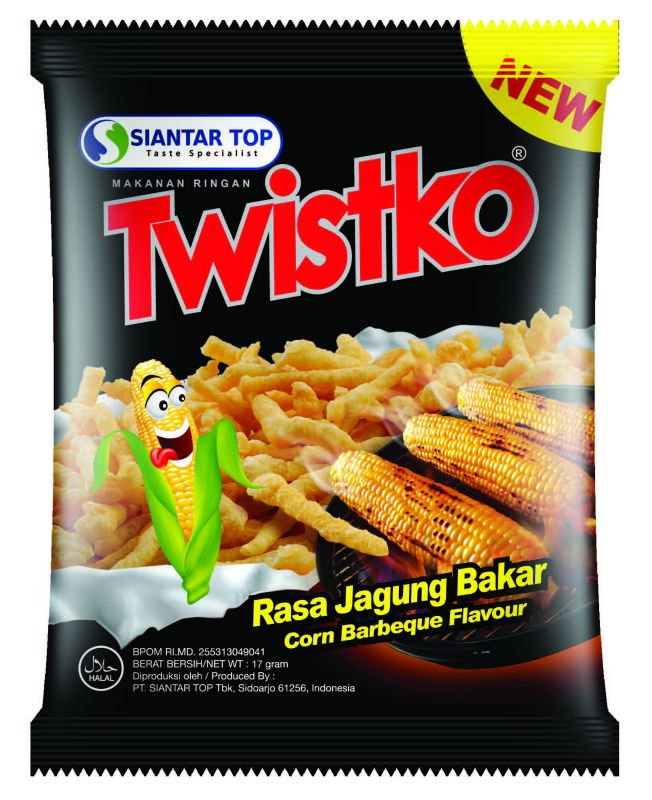 NEW
SIANTAR TOP
Taste Specialist
MAKANAN RINGAN
Twistko®
Rasa Jagung Bakar
Corn Barbeque Flavour
حلال
HALAL
BPOM RI.MD. 255313049041
BERAT BERSIH/NET WT : 17 gram
Diproduksi oleh / Produced By :
PT. SIANTAR TOP Tbk, Sidoarjo 61256, Indonesia